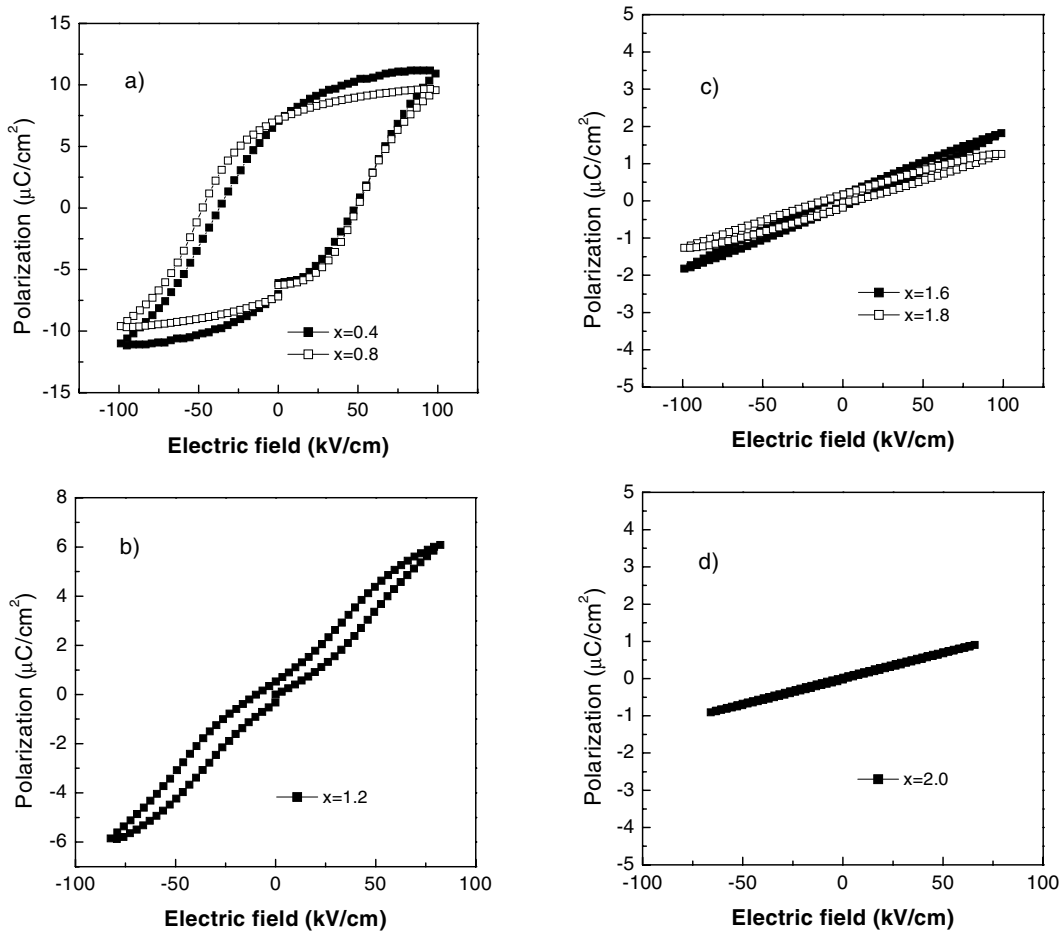 a)
Polarization (μC/cm²)
15
10
5
0
-5
-10
-15
x=0.4
x=0.8
-100 -50 0 50 100
Electric field (kV/cm)
c)
Polarization (μC/cm²)
5
4
3
2
1
0
-1
-2
-3
-4
-5
x=1.6
x=1.8
-100 -50 0 50 100
Electric field (kV/cm)
b)
Polarization (μC/cm²)
8
6
4
2
0
-2
-4
-6
x=1.2
-100 -50 0 50 100
Electric field (kV/cm)
d)
Polarization (μC/cm²)
5
4
3
2
1
0
-1
-2
-3
-4
-5
x=2.0
-100 -50 0 50 100
Electric field (kV/cm)